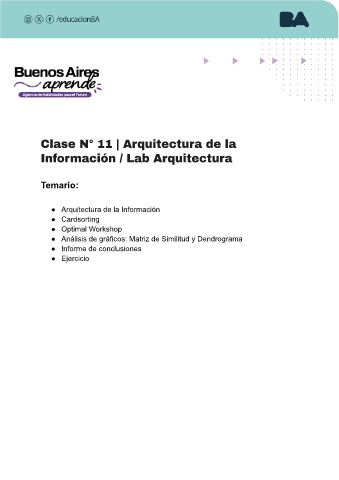 /educacionBA
BA
Buenos Aires
aprende
Agencia de Habilidades para el Futuro
Clase N° 11 | Arquitectura de la
Información / Lab Arquitectura
Temario:
● Arquitectura de la Información
● Cardsorting
● Optimal Workshop
● Análisis de gráficos: Matriz de Similitud y Dendrograma
● Informe de conclusiones
● Ejercicio